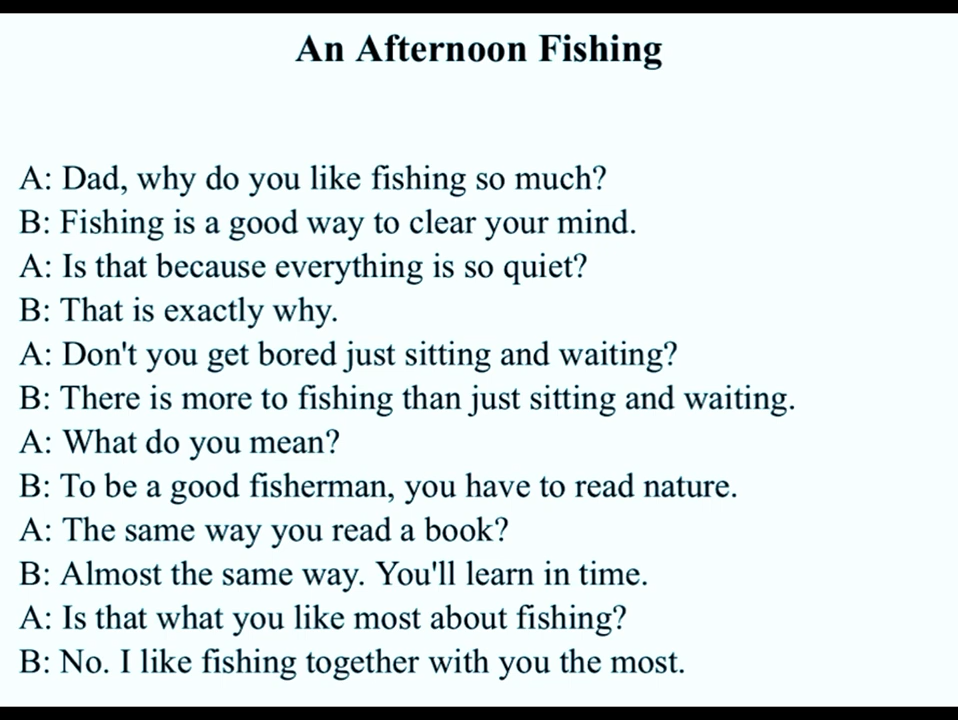 An Afternoon Fishing
A: Dad, why do you like fishing so much?
B: Fishing is a good way to clear your mind.
A: Is that because everything is so quiet?
B: That is exactly why.
A: Don't you get bored just sitting and waiting?
B: There is more to fishing than just sitting and waiting.
A: What do you mean?
B: To be a good fisherman, you have to read nature.
A: The same way you read a book?
B: Almost the same way. You'll learn in time.
A: Is that what you like most about fishing?
B: No. I like fishing together with you the most.